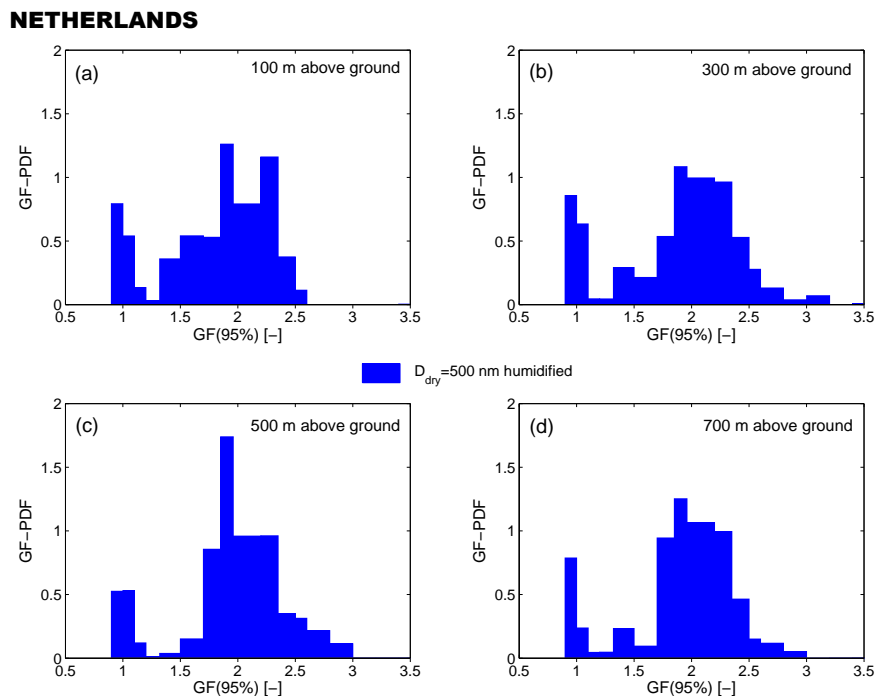 NETHERLANDS
(a)
100 m above ground
GF−PDF
2
1.5
1
0.5
0
0.5 1 1.5 2 2.5 3 3.5
GF(95%) [−]
(b)
300 m above ground
GF−PDF
2
1.5
1
0.5
0
0.5 1 1.5 2 2.5 3 3.5
GF(95%) [−]
Ddry=500 nm humidified
(c)
500 m above ground
GF−PDF
2
1.5
1
0.5
0
0.5 1 1.5 2 2.5 3 3.5
GF(95%) [−]
(d)
700 m above ground
GF−PDF
2
1.5
1
0.5
0
0.5 1 1.5 2 2.5 3 3.5
GF(95%) [−]